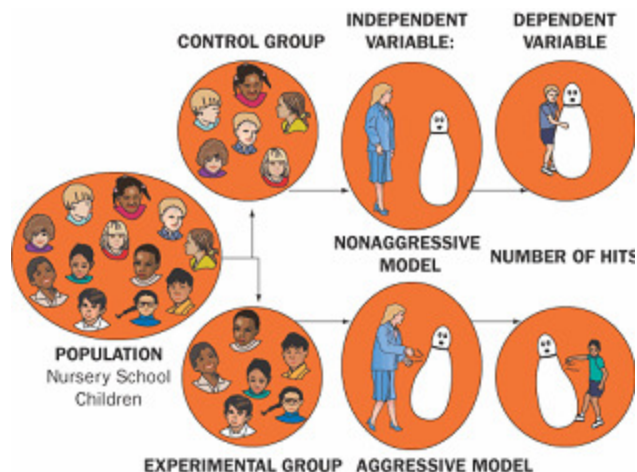 CONTROL GROUP
INDEPENDENT
VARIABLE:
DEPENDENT
VARIABLE
NONAGGRESSIVE
MODEL
NUMBER OF HITS
POPULATION
Nursery School
Children
EXPERIMENTAL GROUP
AGGRESSIVE MODEL